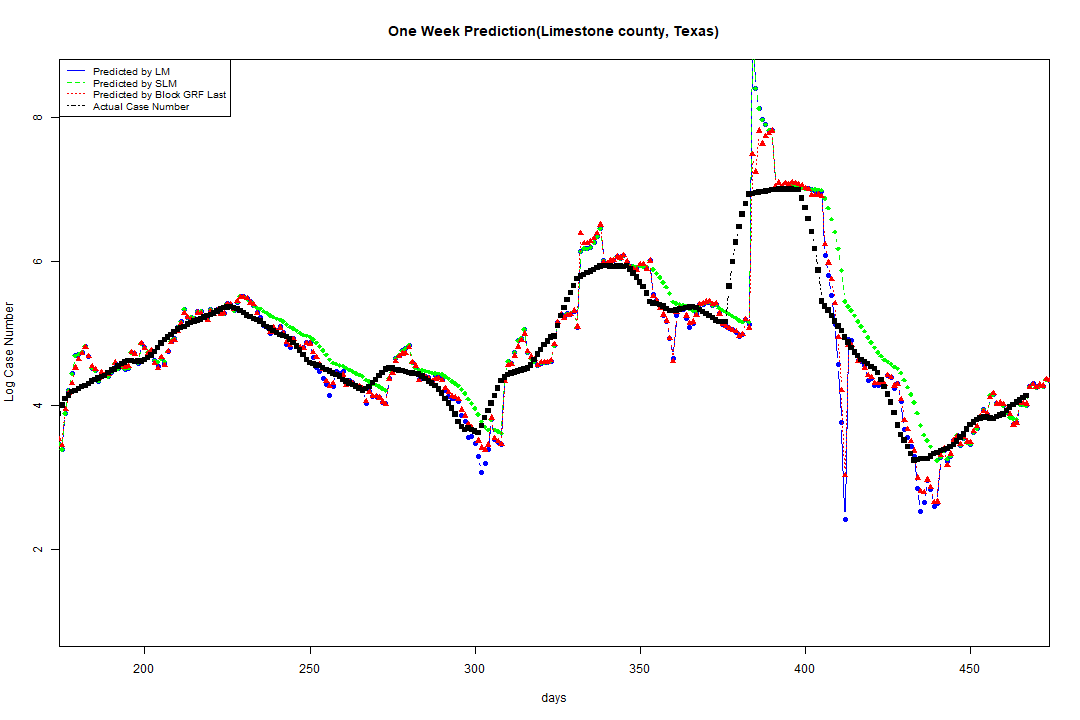 One Week Prediction(Limestone county, Texas)
Predicted by LM
Predicted by SLM
Predicted by Block GRF Last
Actual Case Number
Log Case Number
8
6
4
2
200 250 300 350 400 450
days